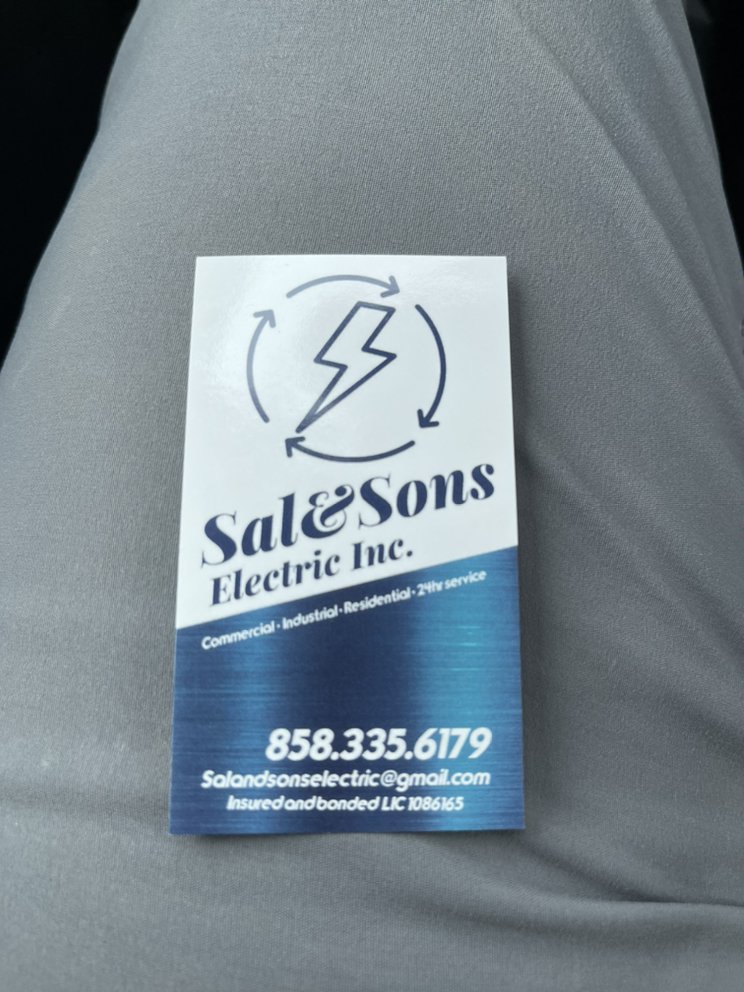 Sal&Sons
Electric Inc.
Commercial · Industrial · Residential · 24hr service
858.335.6179
Salandsonselectric@gmail.com
Insured and bonded LIC 1086165